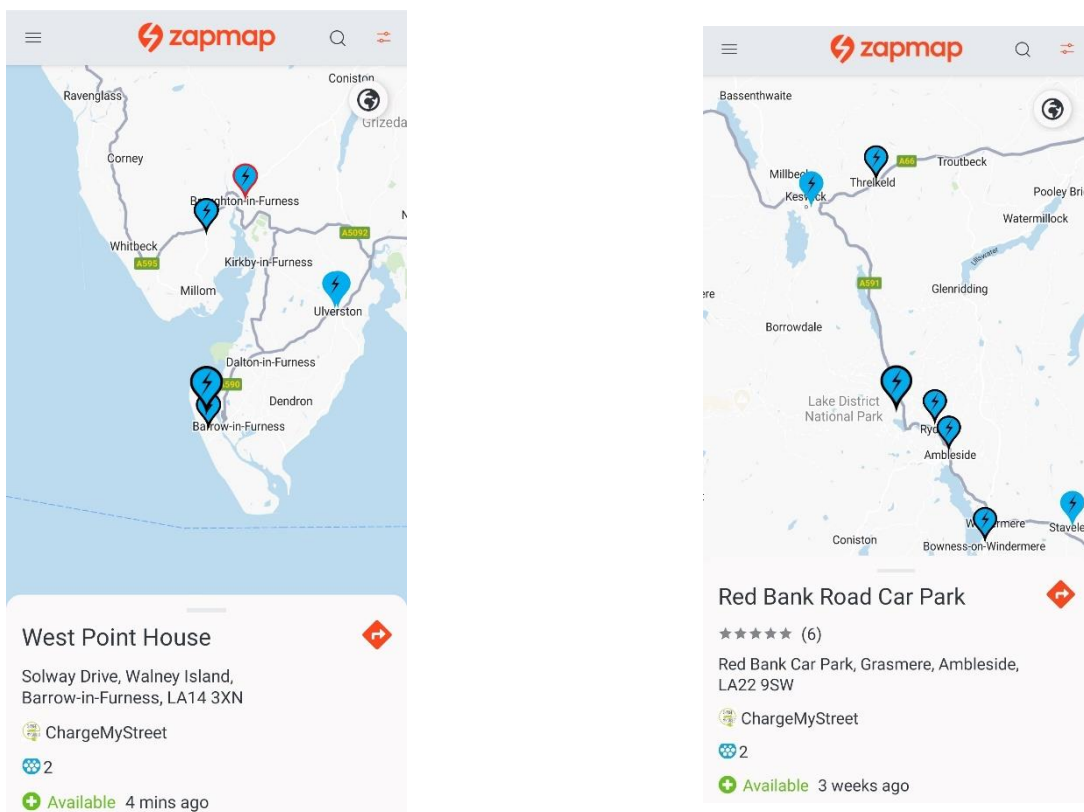 zapmap
Coniston
Ravenglass
Grizeda
Corney
Broughton-in-Furness
A5092
Whitbeck
A595
Kirkby-in-Furness
Millom
Ulverston
Dalton-in-Furness
A590
Dendron
Barrow-in-Furness
West Point House
Solway Drive, Walney Island,
Barrow-in-Furness, LA14 3XN
ChargeMyStreet
2
Available 4 mins ago
zapmap
Bassenthwaite
A66
Troutbeck
Millbeck
Threlkeld
Keswick
Pooley Bri
Watermillock
Ullswater
A591
Glenridding
ere
Borrowdale
Lake District
National Park
Ryd
Ambleside
Windermere
Stavele
Coniston
Bowness-on-Windermere
Red Bank Road Car Park
(6)
Red Bank Car Park, Grasmere, Ambleside,
LA22 9SW
ChargeMyStreet
2
Available 3 weeks ago